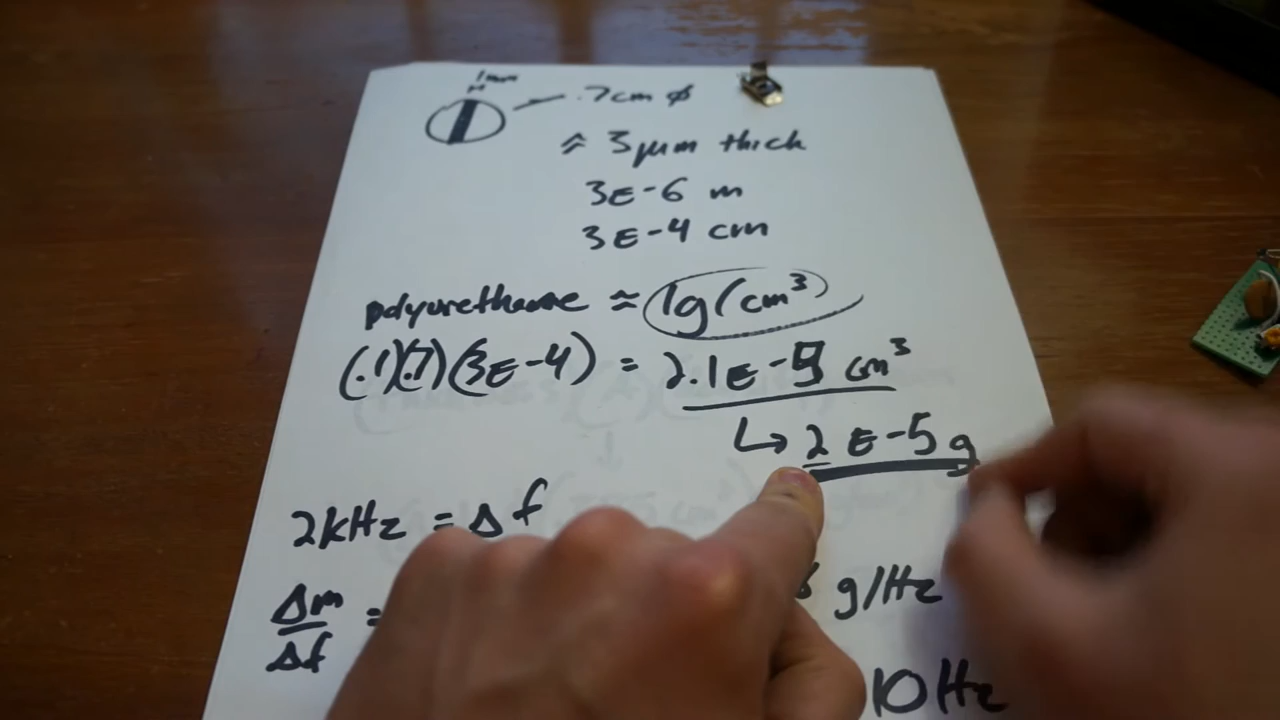 1mm
.7cm ϕ
≈ 3μm thick
3E-6 m
3E-4 cm
polyurethane ≈ 1g/cm³
(.1)(.7)(3E-4) = 2.1E-5 cm³
↳ 2 E-5 g
2kHz = Δf
Δm/Δf = g/Hz
10Hz